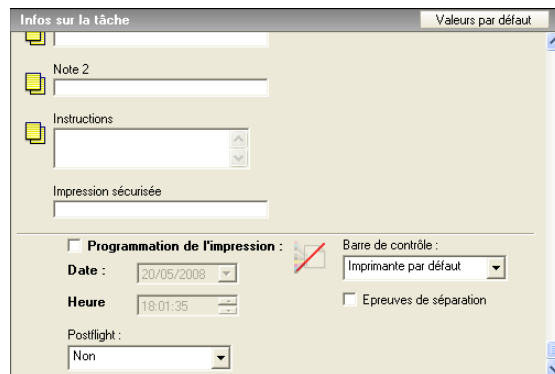 Infos sur la tâche
Valeurs par défaut
Note 2
Instructions
Impression sécurisée
Programmation de l'impression :
Date :
20/05/2008
Heure
18:01:35
Postflight :
Non
Barre de contrôle :
Imprimante par défaut
Epreuves de séparation